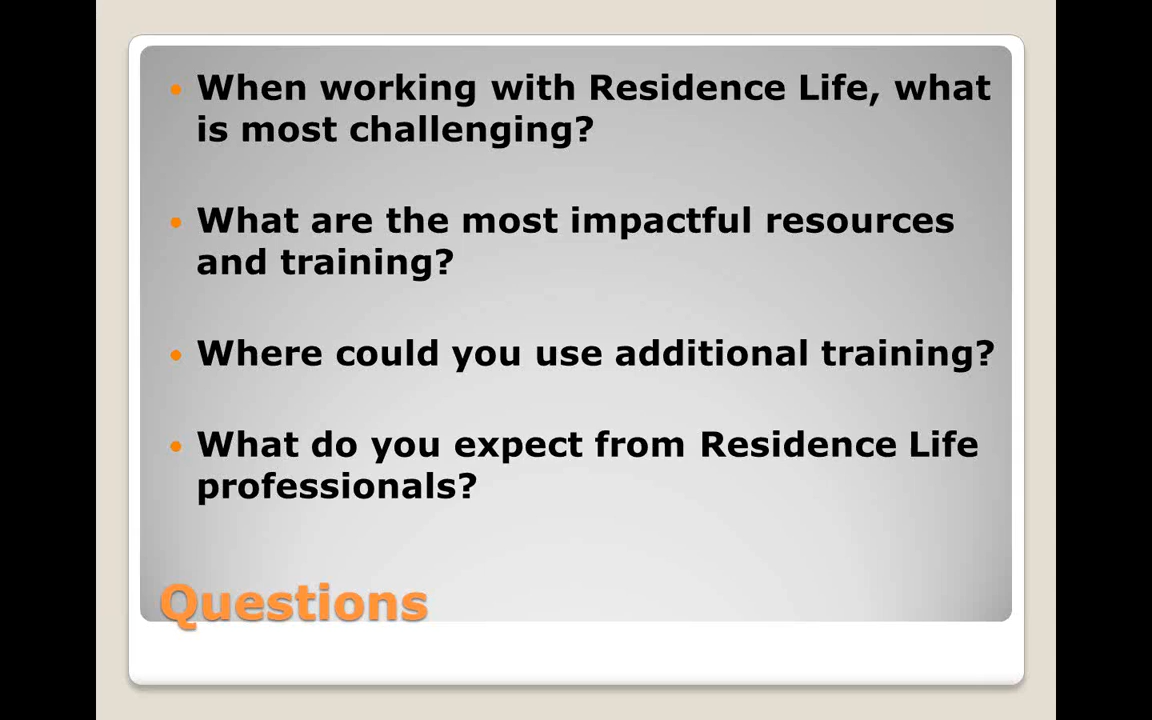 When working with Residence Life, what
is most challenging?
What are the most impactful resources
and training?
Where could you use additional training?
What do you expect from Residence Life
professionals?
Questions